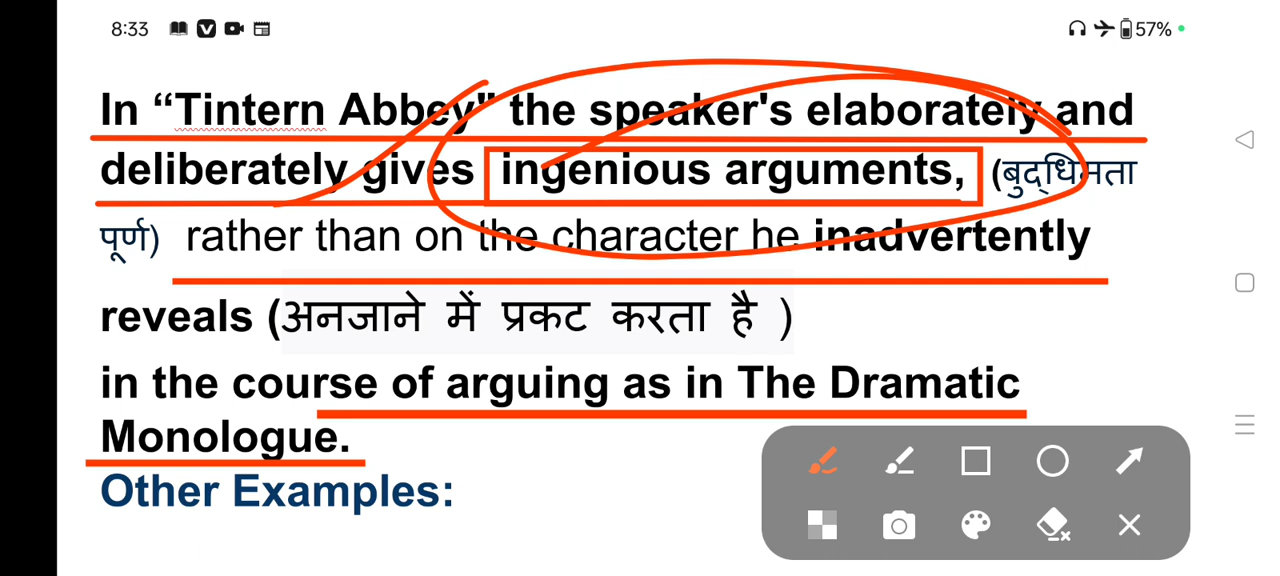 8:33
57%
In “Tintern Abbey" the speaker's elaborately and
deliberately gives ingenious arguments, (बुद्धिमता
पूर्ण) rather than on the character he inadvertently
reveals (अनजाने में प्रकट करता है )
in the course of arguing as in The Dramatic
Monologue.
Other Examples: